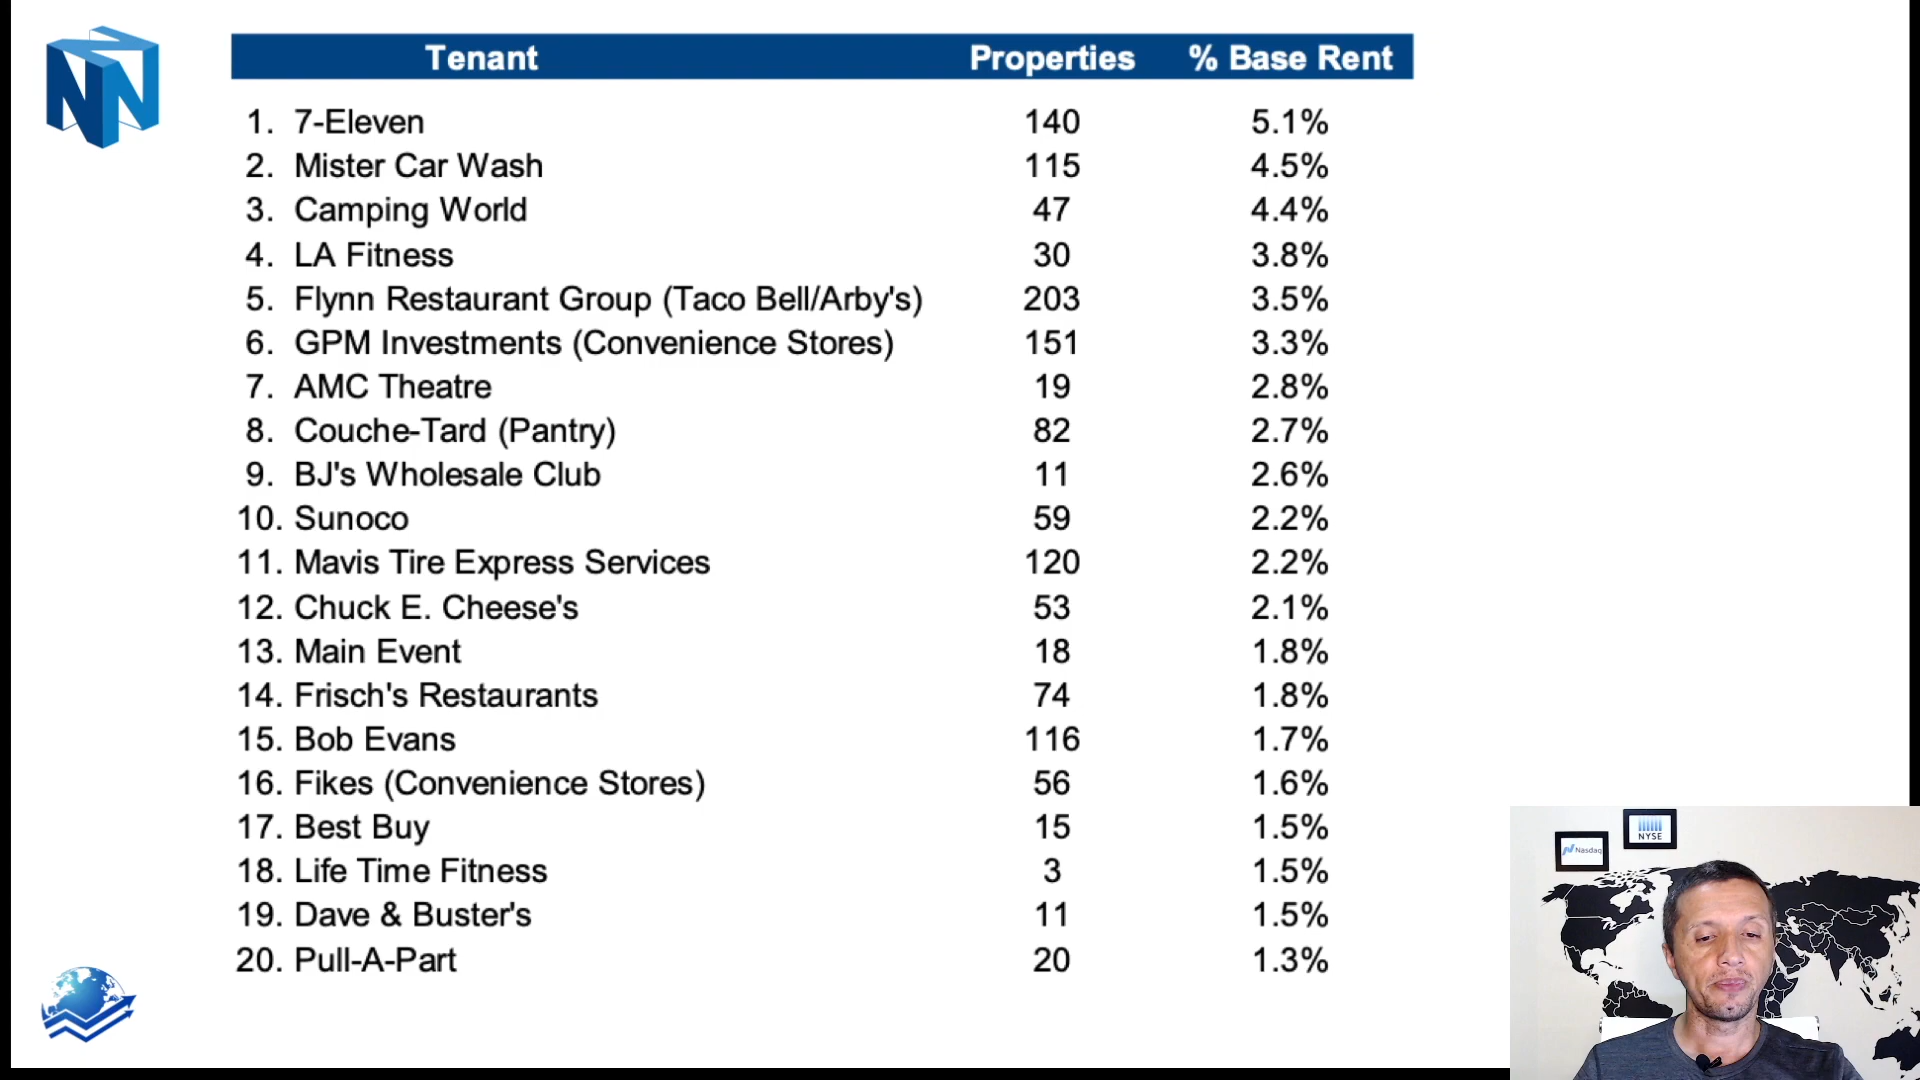 Tenant Properties % Base Rent
1. 7-Eleven 140 5.1%
2. Mister Car Wash 115 4.5%
3. Camping World 47 4.4%
4. LA Fitness 30 3.8%
5. Flynn Restaurant Group (Taco Bell/Arby's) 203 3.5%
6. GPM Investments (Convenience Stores) 151 3.3%
7. AMC Theatre 19 2.8%
8. Couche-Tard (Pantry) 82 2.7%
9. BJ's Wholesale Club 11 2.6%
10. Sunoco 59 2.2%
11. Mavis Tire Express Services 120 2.2%
12. Chuck E. Cheese's 53 2.1%
13. Main Event 18 1.8%
14. Frisch's Restaurants 74 1.8%
15. Bob Evans 116 1.7%
16. Fikes (Convenience Stores) 56 1.6%
17. Best Buy 15 1.5%
18. Life Time Fitness 3 1.5%
19. Dave & Buster's 11 1.5%
20. Pull-A-Part 20 1.3%
NYSE
Nasdaq